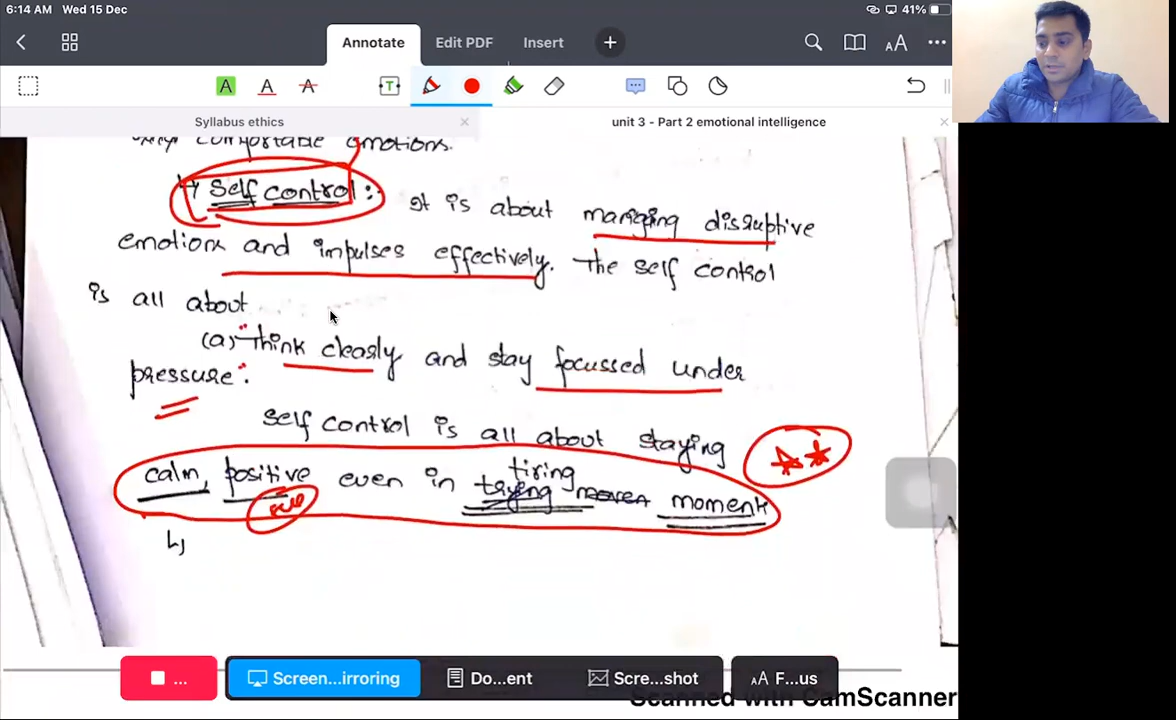 6:14 AM Wed 15 Dec
41%
Annotate
Edit PDF
Insert
Syllabus ethics
unit 3 - Part 2 emotional intelligence
comfortable emotions.
Self control :-
It is about managing disruptive
emotions and impulses effectively. The self control
is all about
(a) "Think clearly and stay focussed under
pressure".
Self control is all about staying
calm, positive even in tiring
trying moment
Screen...irroring
Do...ent
Scre...shot
F...us
Scanned with CamScanner